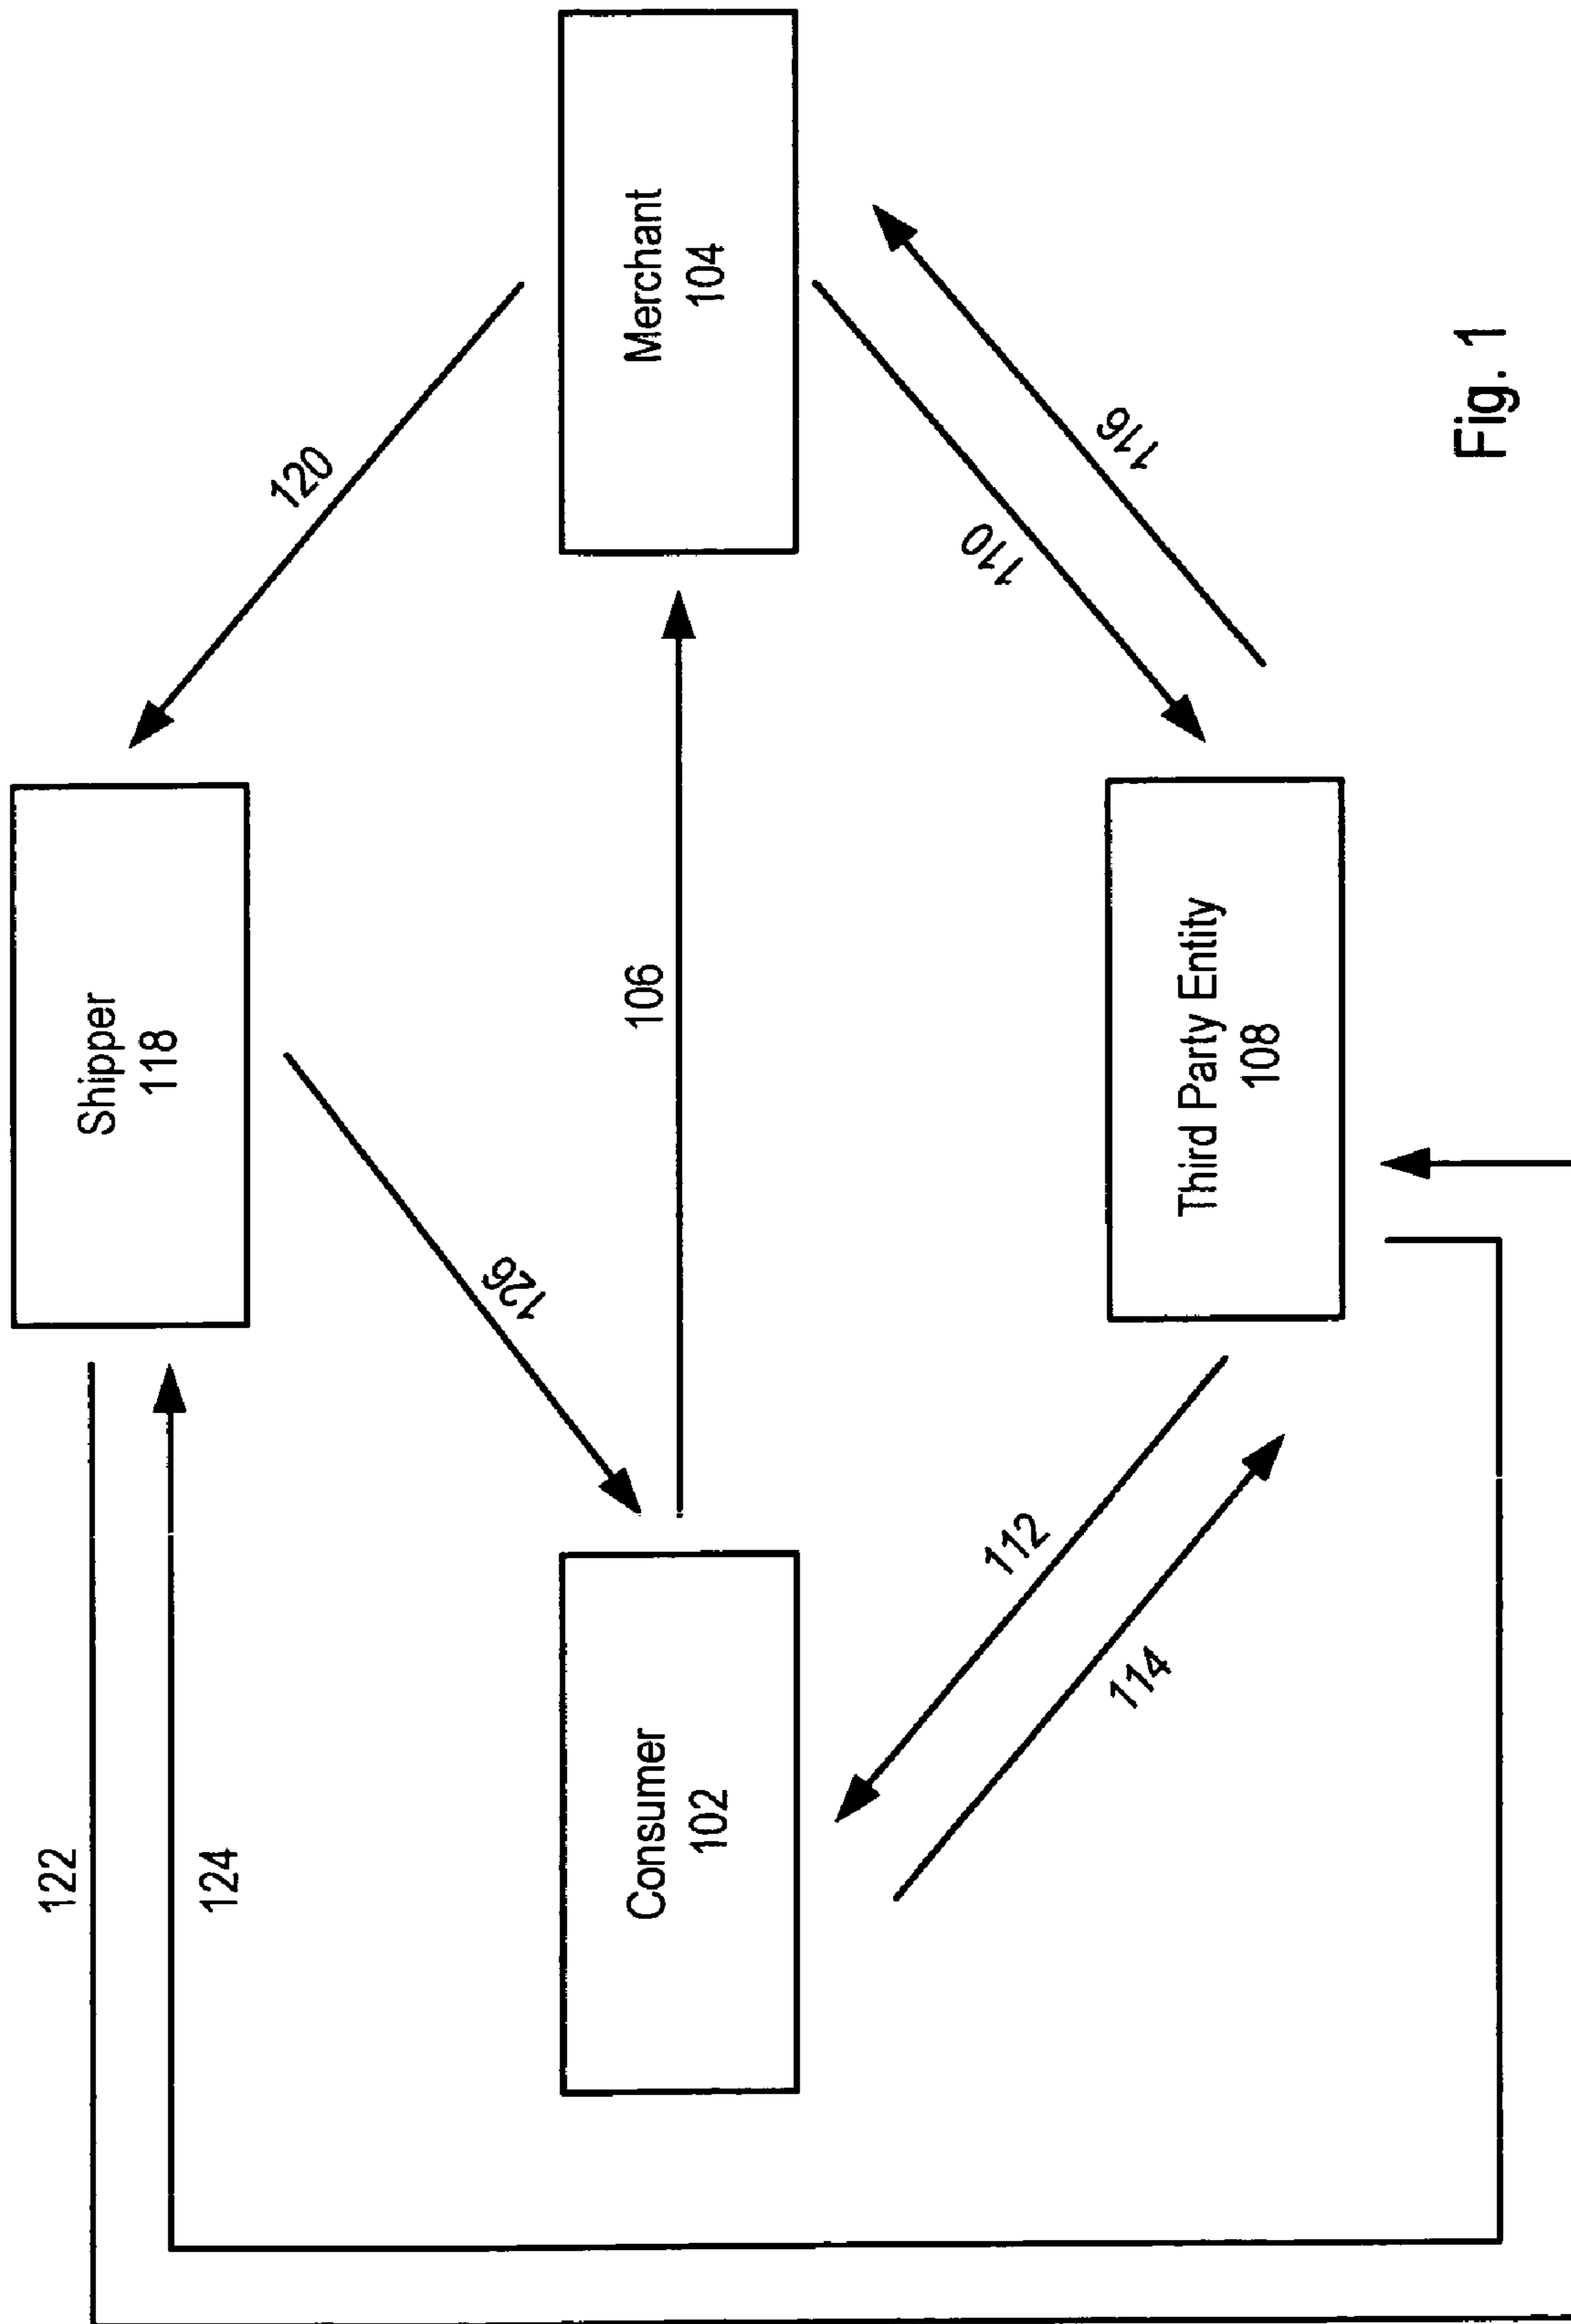 122
Shipper
118
124
120
126
106
Consumer
102
Merchant
104
110
112
116
114
Third Party Entity
108
Fig. 1